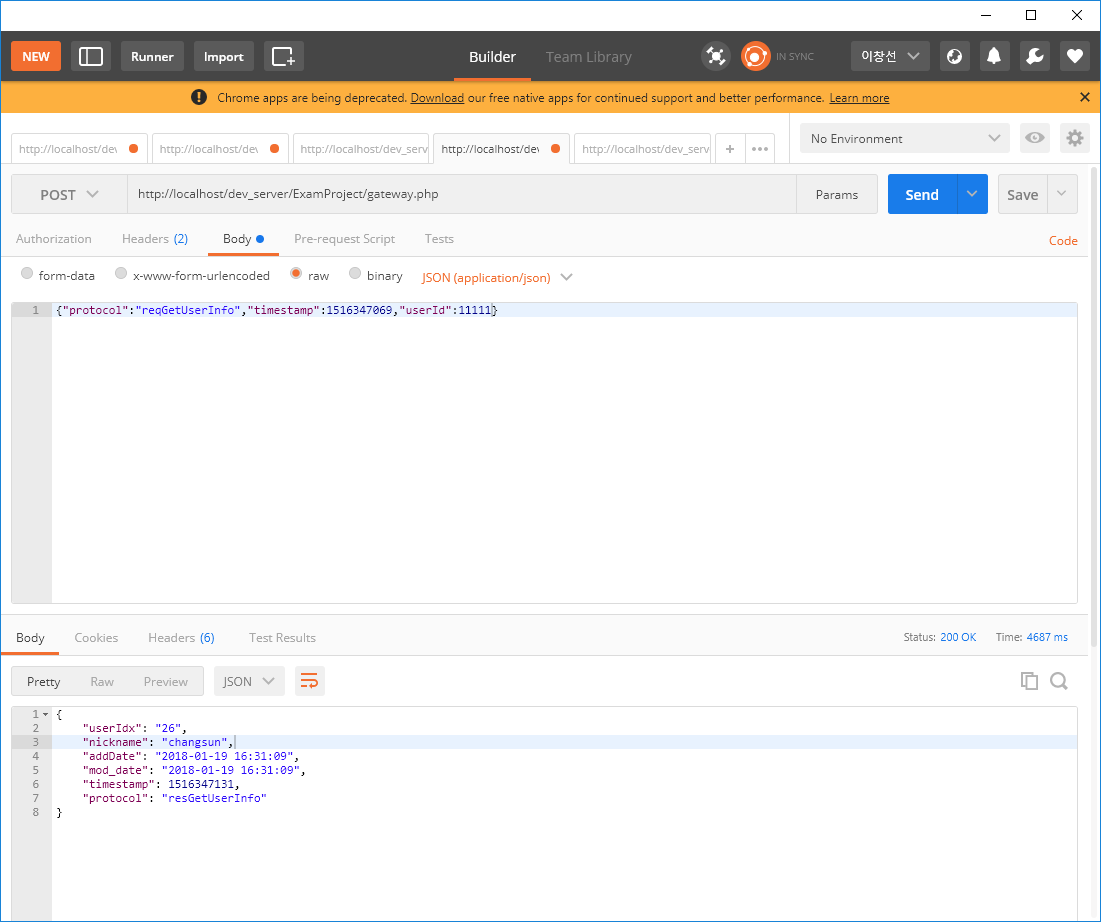 NEW Runner Import Builder Team Library IN SYNC 이창선
Chrome apps are being deprecated. Download our free native apps for continued support and better performance. Learn more
http://localhost/dev http://localhost/dev http://localhost/dev_serv http://localhost/dev http://localhost/dev_serv + ••• No Environment
POST http://localhost/dev_server/ExamProject/gateway.php Params Send Save
Authorization Headers (2) Body Pre-request Script Tests Code
form-data x-www-form-urlencoded raw binary JSON (application/json)
1 {"protocol":"reqGetUserInfo","timestamp":1516347069,"userId":11111}
Body Cookies Headers (6) Test Results Status: 200 OK Time: 4687 ms
Pretty Raw Preview JSON
1 {
2 "userIdx": "26",
3 "nickname": "changsun",
4 "addDate": "2018-01-19 16:31:09",
5 "mod_date": "2018-01-19 16:31:09",
6 "timestamp": 1516347131,
7 "protocol": "resGetUserInfo"
8 }